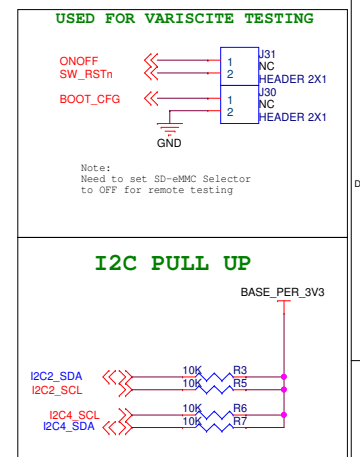 USED FOR VARISCITE TESTING
ONOFF 1 J31
SW_RSTn 2 NC
HEADER 2X1
BOOT_CFG 1 J30
2 NC
HEADER 2X1
GND
Note:
Need to set SD-eMMC Selector
to OFF for remote testing
D
I2C PULL UP
BASE_PER_3V3
I2C2_SDA 10K R3
I2C2_SCL 10K R5
I2C4_SCL 10K R6
I2C4_SDA 10K R7